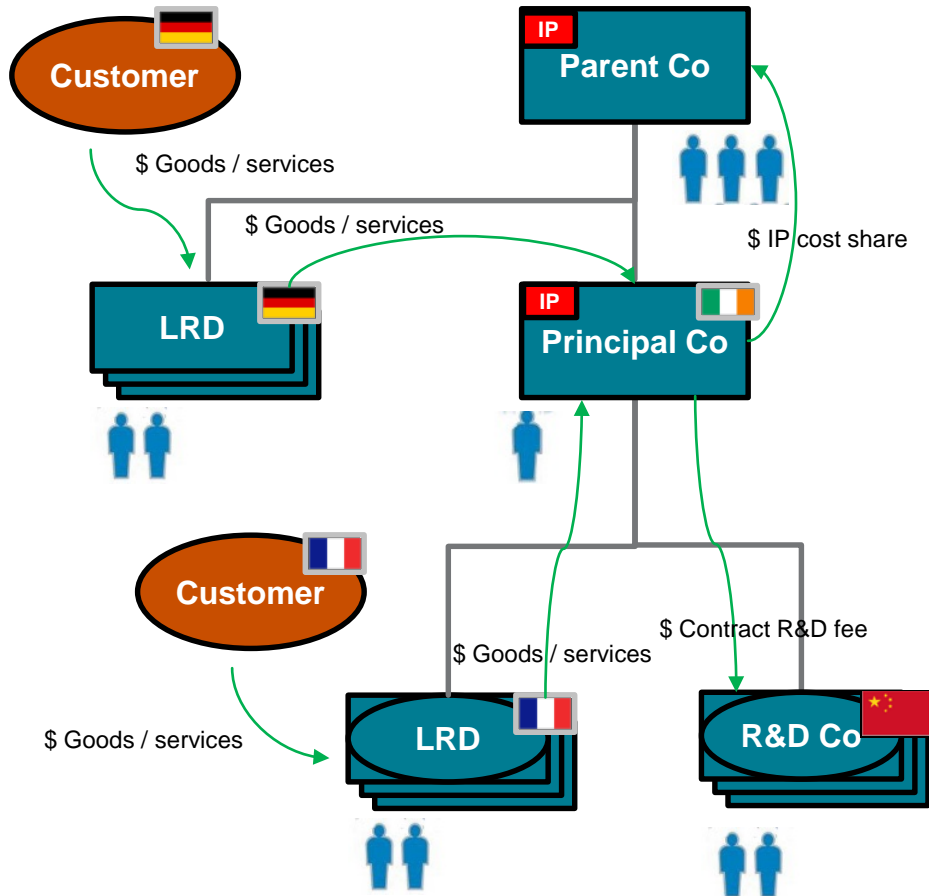 IP
Parent Co
Customer
$ Goods / services
$ Goods / services
$ IP cost share
LRD
IP
Principal Co
Customer
$ Goods / services
$ Contract R&D fee
$ Goods / services
LRD
R&D Co